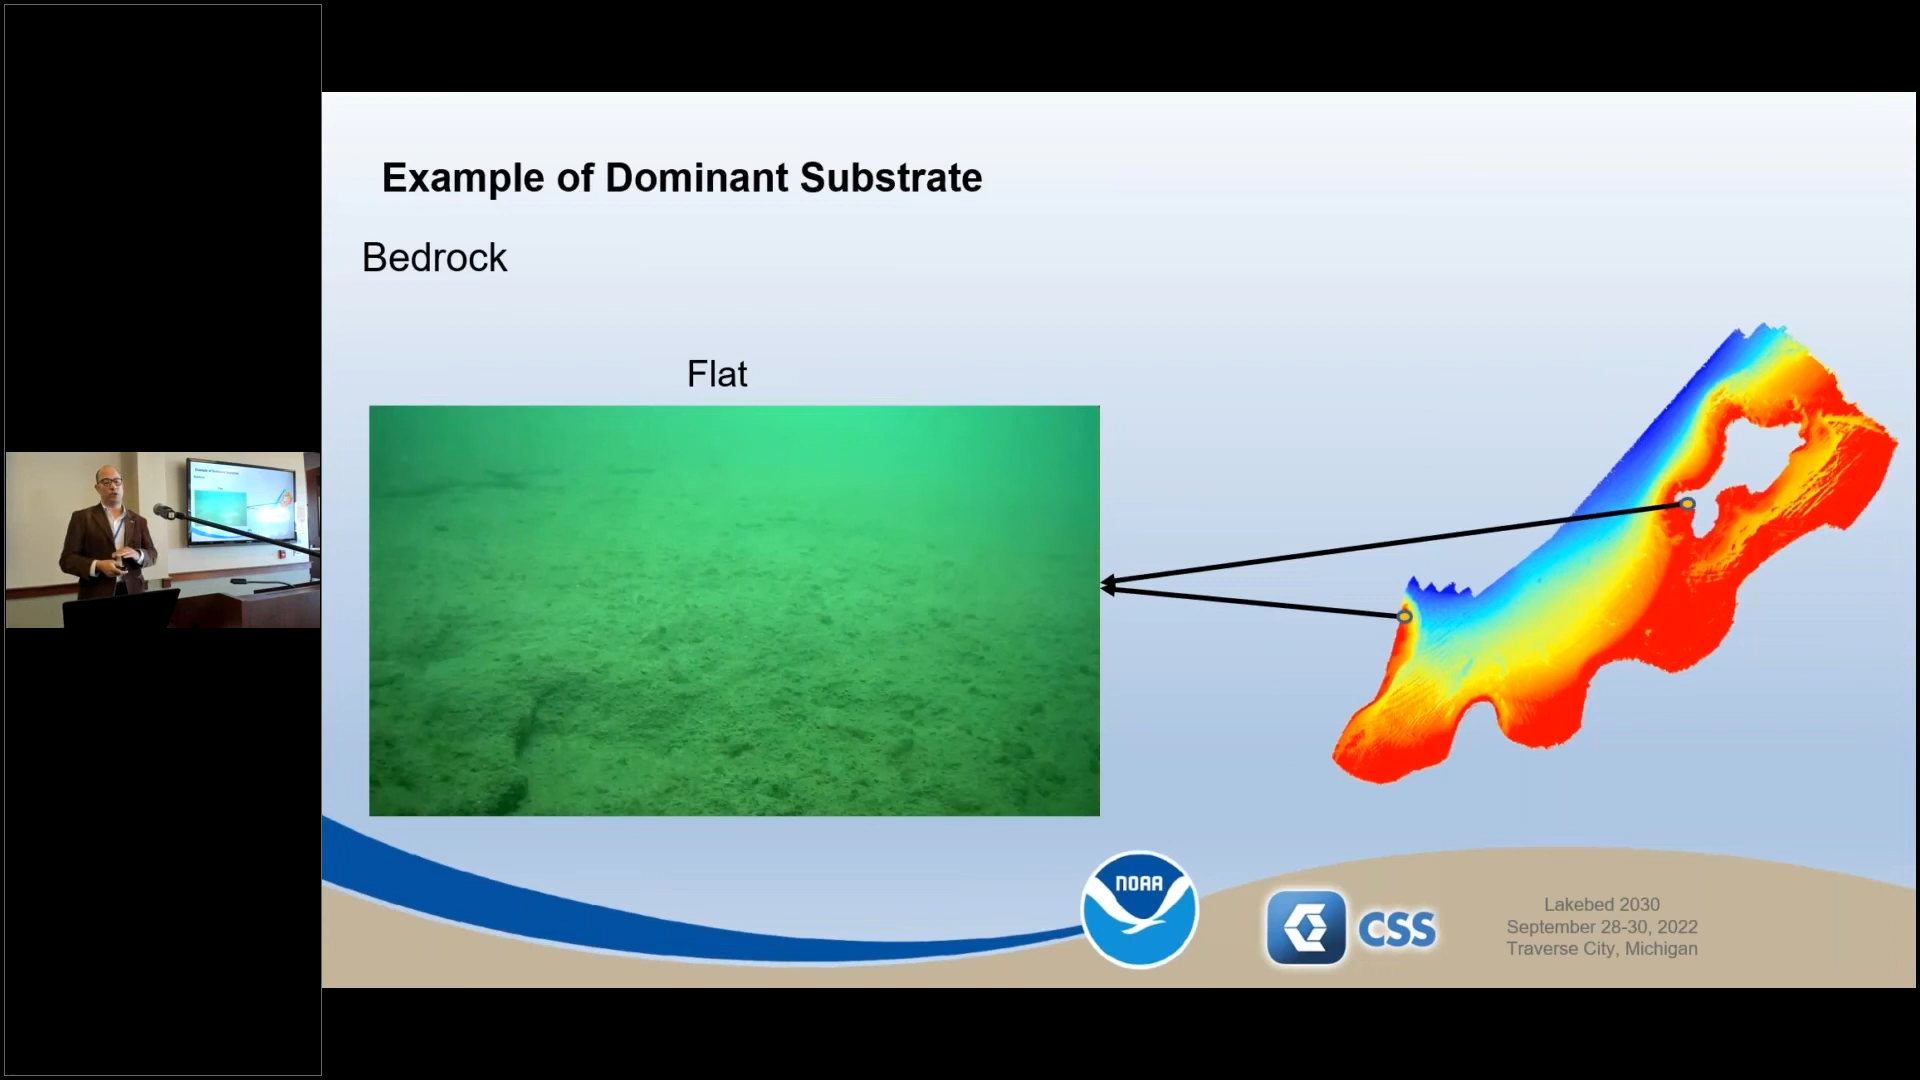 Example of Dominant Substrate
Bedrock
Flat
NOAA
CSS
Lakebed 2030
September 28-30, 2022
Traverse City, Michigan